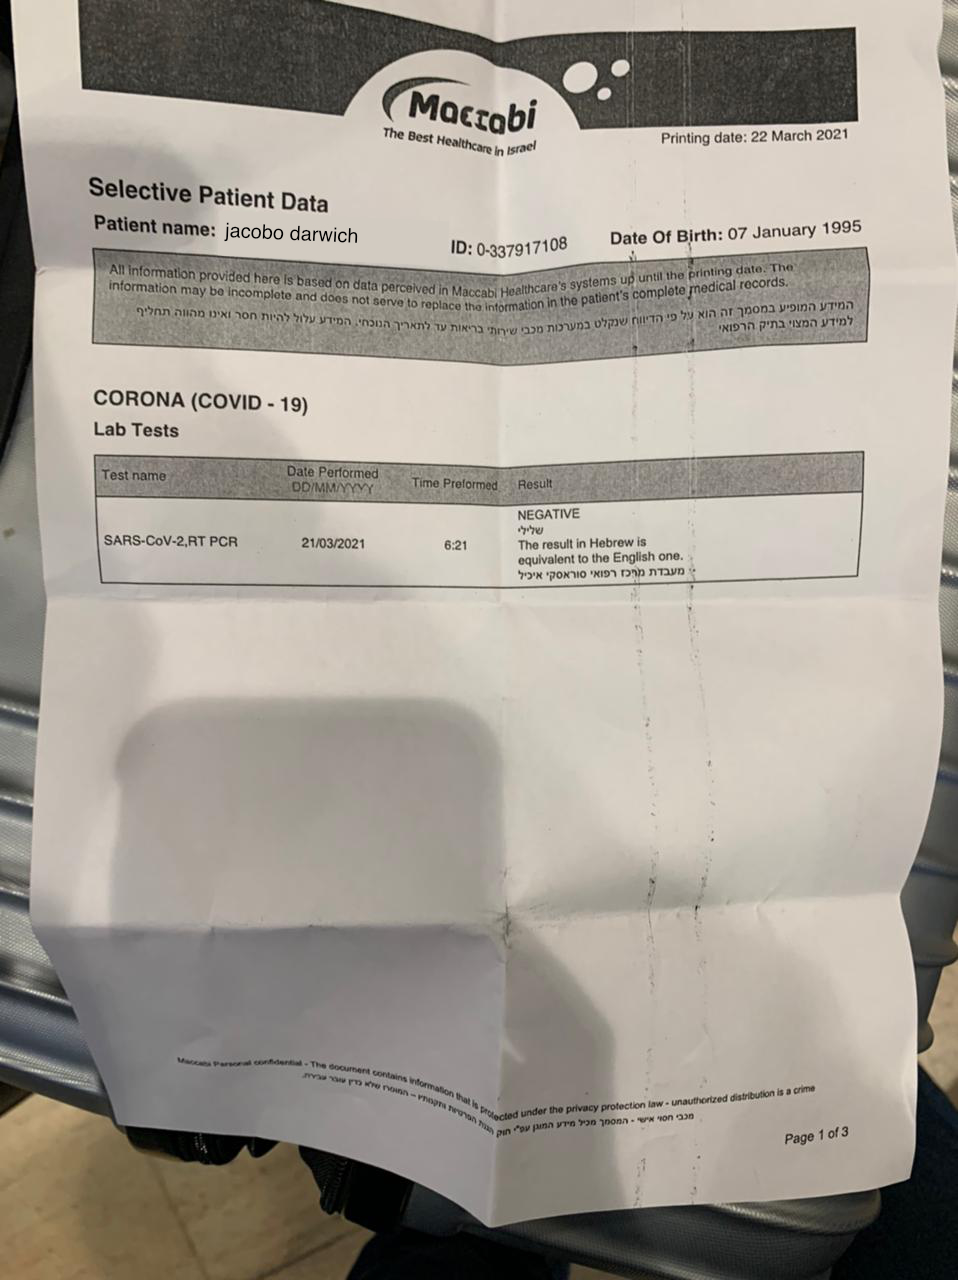 Maccabi
The Best Healthcare in Israel
Printing date: 22 March 2021
Selective Patient Data
Patient name: jacobo darwich
ID: 0-337917108
Date Of Birth: 07 January 1995
All information provided here is based on data perceived in Maccabi Healthcare's systems up until the printing date. The
information may be incomplete and does not serve to replace the information in the patient's complete medical records.
המידע המופיע במסמך זה הוא על פי הדיווח שנקלט במערכות מכבי שירותי בריאות עד לתאריך הנוכחי. המידע עלול להיות חסר ואינו מהווה תחליף
למידע המצוי בתיק הרפואי
CORONA (COVID - 19)
Lab Tests
Test name
Date Performed
DD/MM/YYYY
Time Preformed
Result
SARS-CoV-2,RT PCR
21/03/2021
6:21
NEGATIVE
שלילי
The result in Hebrew is
equivalent to the English one.
מעבדת מרכז רפואי סוראסקי איכיל
Maccabi Personal confidential - The document contains information that is protected under the privacy protection law - unauthorized distribution is a crime
מכבי חסוי אישי - המסמך מכיל מידע המוגן עפ"י חוק הגנת הפרטיות ותקנותיו – המוסרו שלא כדין עובר עבירה.
Page 1 of 3